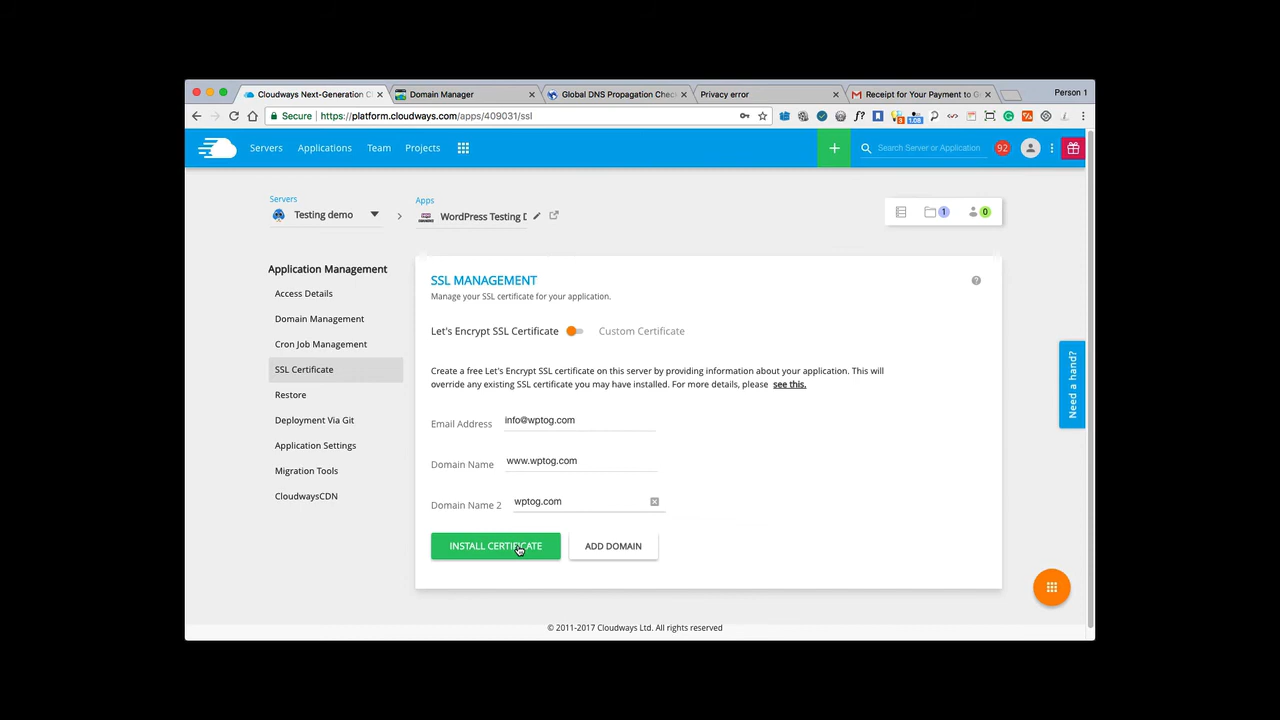 Cloudways Next-Generation C
Domain Manager
Global DNS Propagation Chec
Privacy error
Receipt for Your Payment to G
Person 1
Secure
https://platform.cloudways.com/apps/409031/ssl
f?
1.08
Servers
Applications
Team
Projects
+
Search Server or Application
92
Servers
Testing demo
Apps
WordPress Testing D
1
0
Application Management
Access Details
Domain Management
Cron Job Management
SSL Certificate
Restore
Deployment Via Git
Application Settings
Migration Tools
CloudwaysCDN
SSL MANAGEMENT
Manage your SSL certificate for your application.
Let's Encrypt SSL Certificate
Custom Certificate
Create a free Let's Encrypt SSL certificate on this server by providing information about your application. This will
override any existing SSL certificate you may have installed. For more details, please see this.
Email Address
info@wptog.com
Domain Name
www.wptog.com
Domain Name 2
wptog.com
INSTALL CERTIFICATE
ADD DOMAIN
Need a hand?
© 2011-2017 Cloudways Ltd. All rights reserved